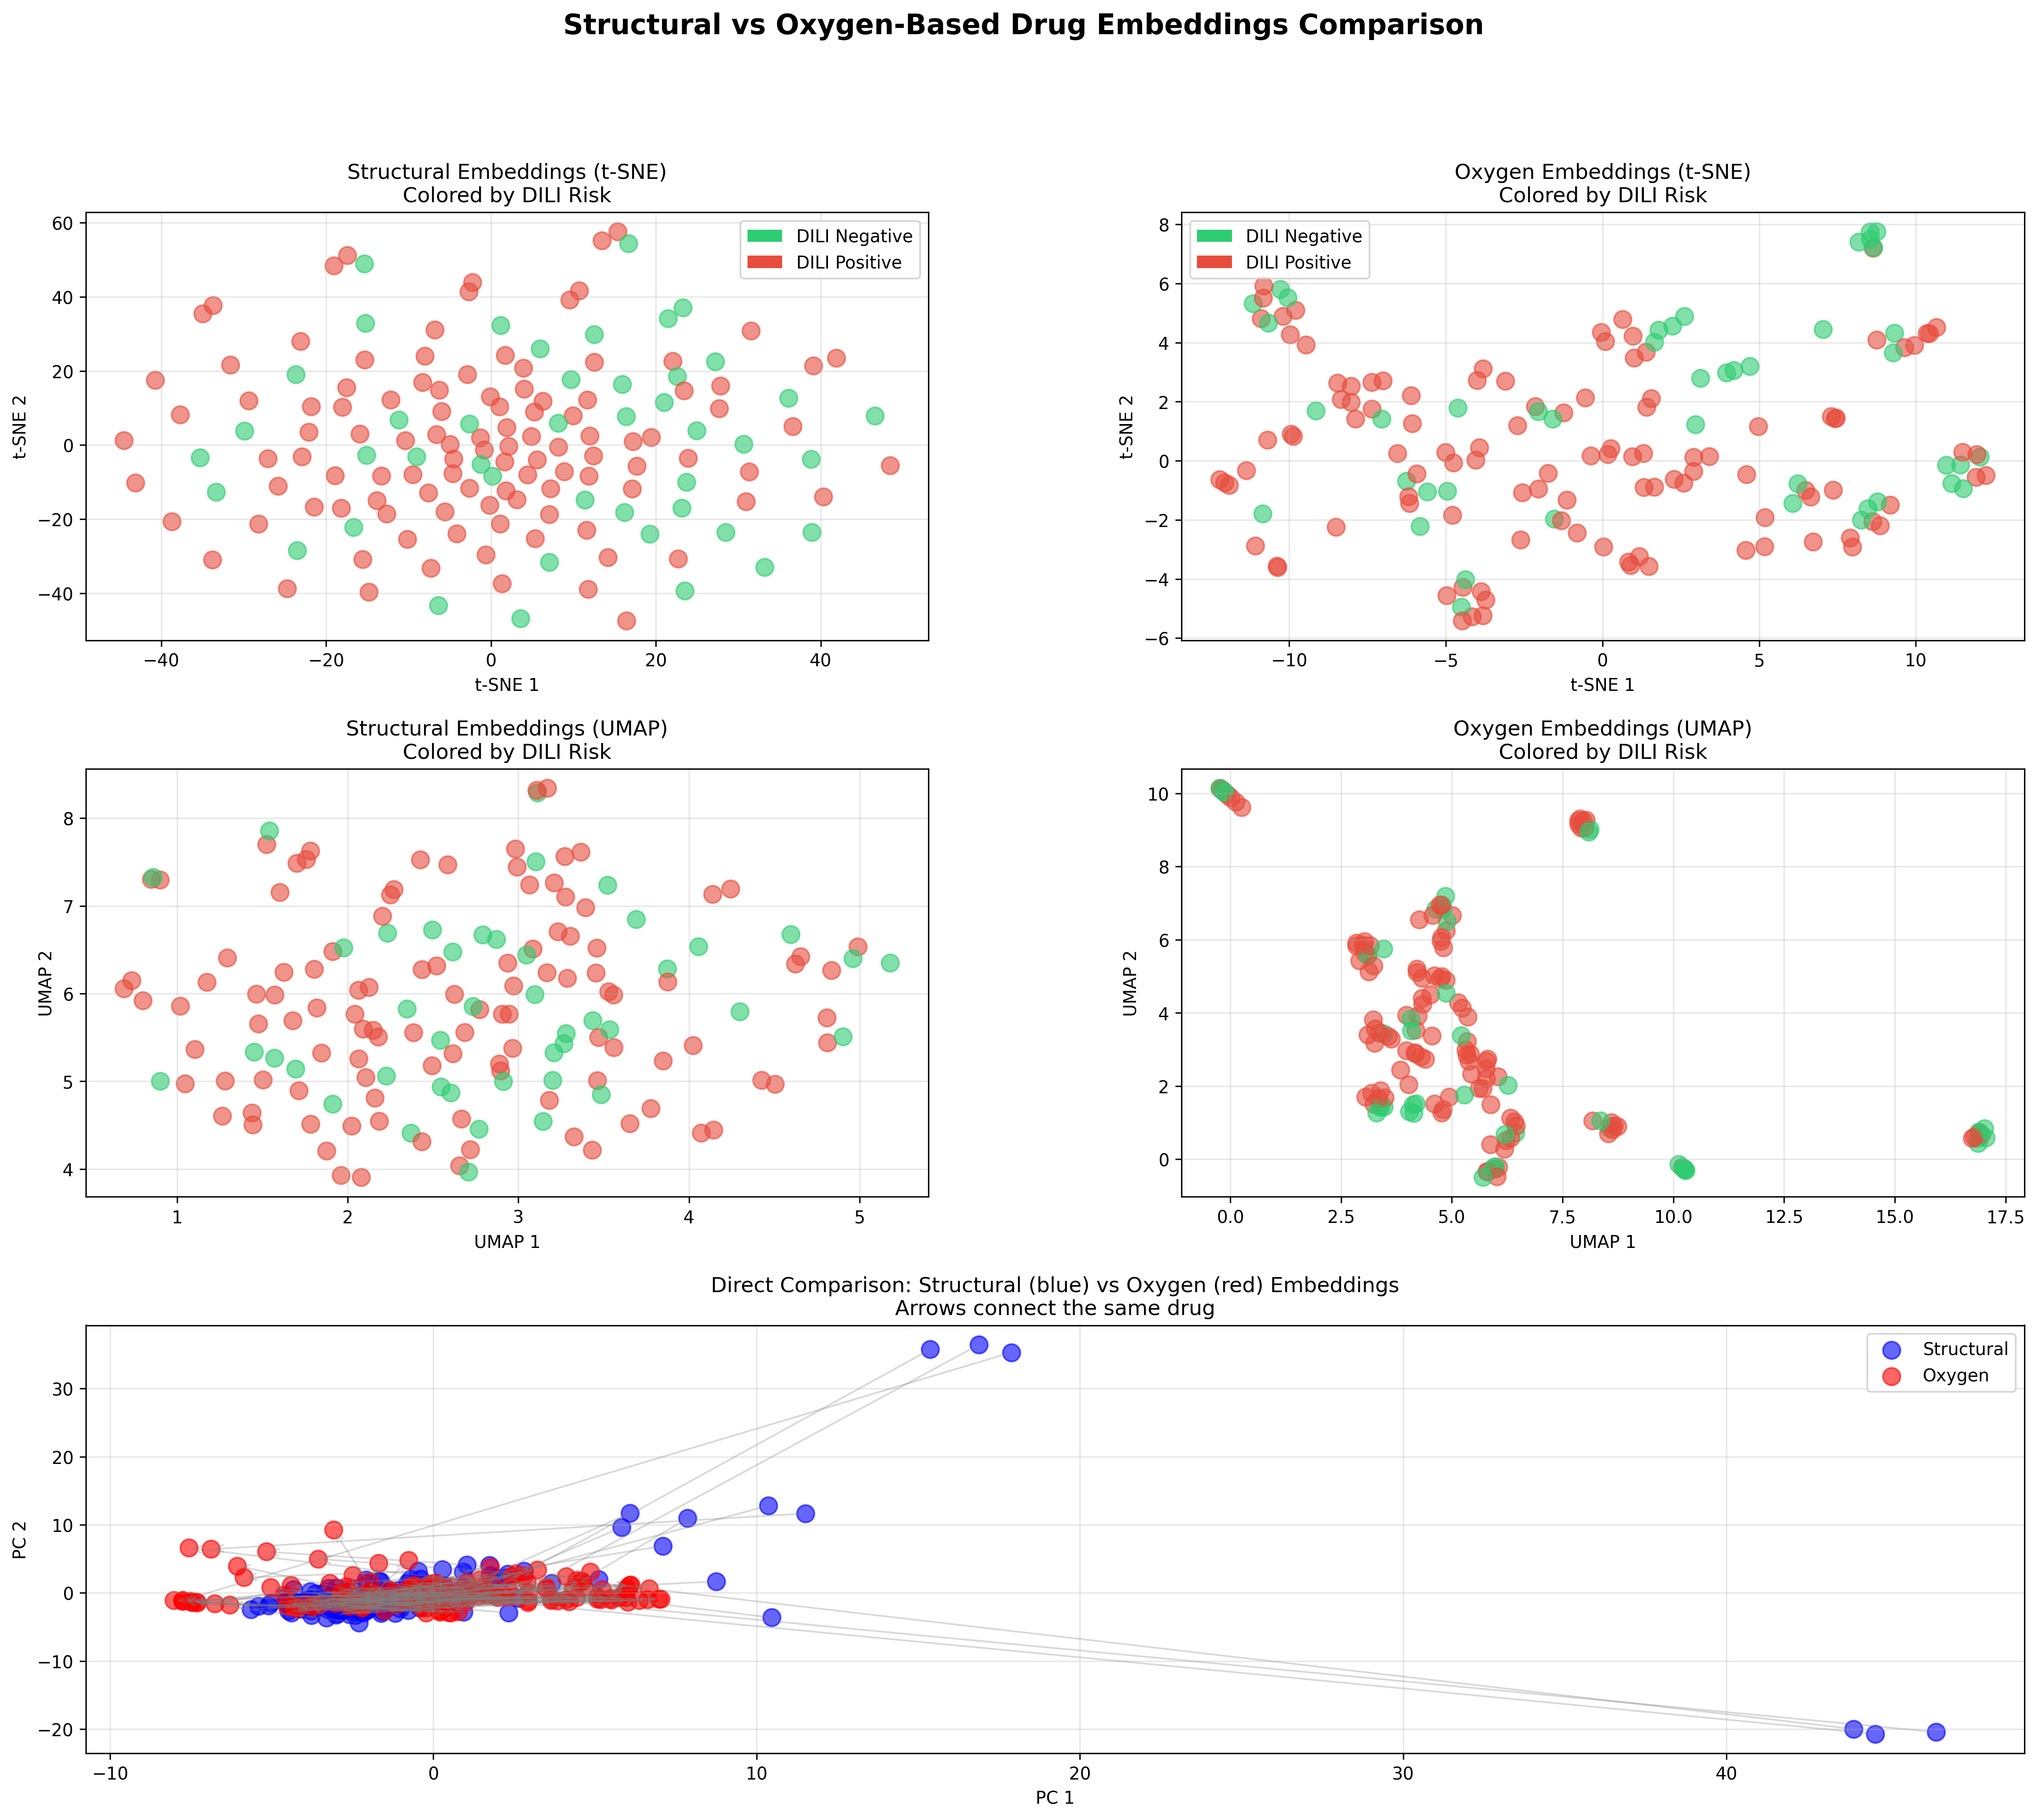 Structural vs Oxygen-Based Drug Embeddings Comparison
Structural Embeddings (t-SNE)
Colored by DILI Risk
60
40
20
0
−20
−40
t-SNE 2
DILI Negative
DILI Positive
−40
−20
0
20
40
t-SNE 1
Oxygen Embeddings (t-SNE)
Colored by DILI Risk
8
6
4
2
0
−2
−4
−6
t-SNE 2
DILI Negative
DILI Positive
−10
−5
0
5
10
t-SNE 1
Structural Embeddings (UMAP)
Colored by DILI Risk
8
7
6
5
4
UMAP 2
1
2
3
4
5
UMAP 1
Oxygen Embeddings (UMAP)
Colored by DILI Risk
10
8
6
4
2
0
UMAP 2
0.0
2.5
5.0
7.5
10.0
12.5
15.0
17.5
UMAP 1
Direct Comparison: Structural (blue) vs Oxygen (red) Embeddings
Arrows connect the same drug
30
20
10
0
−10
−20
PC 2
Structural
Oxygen
−10
0
10
20
30
40
PC 1